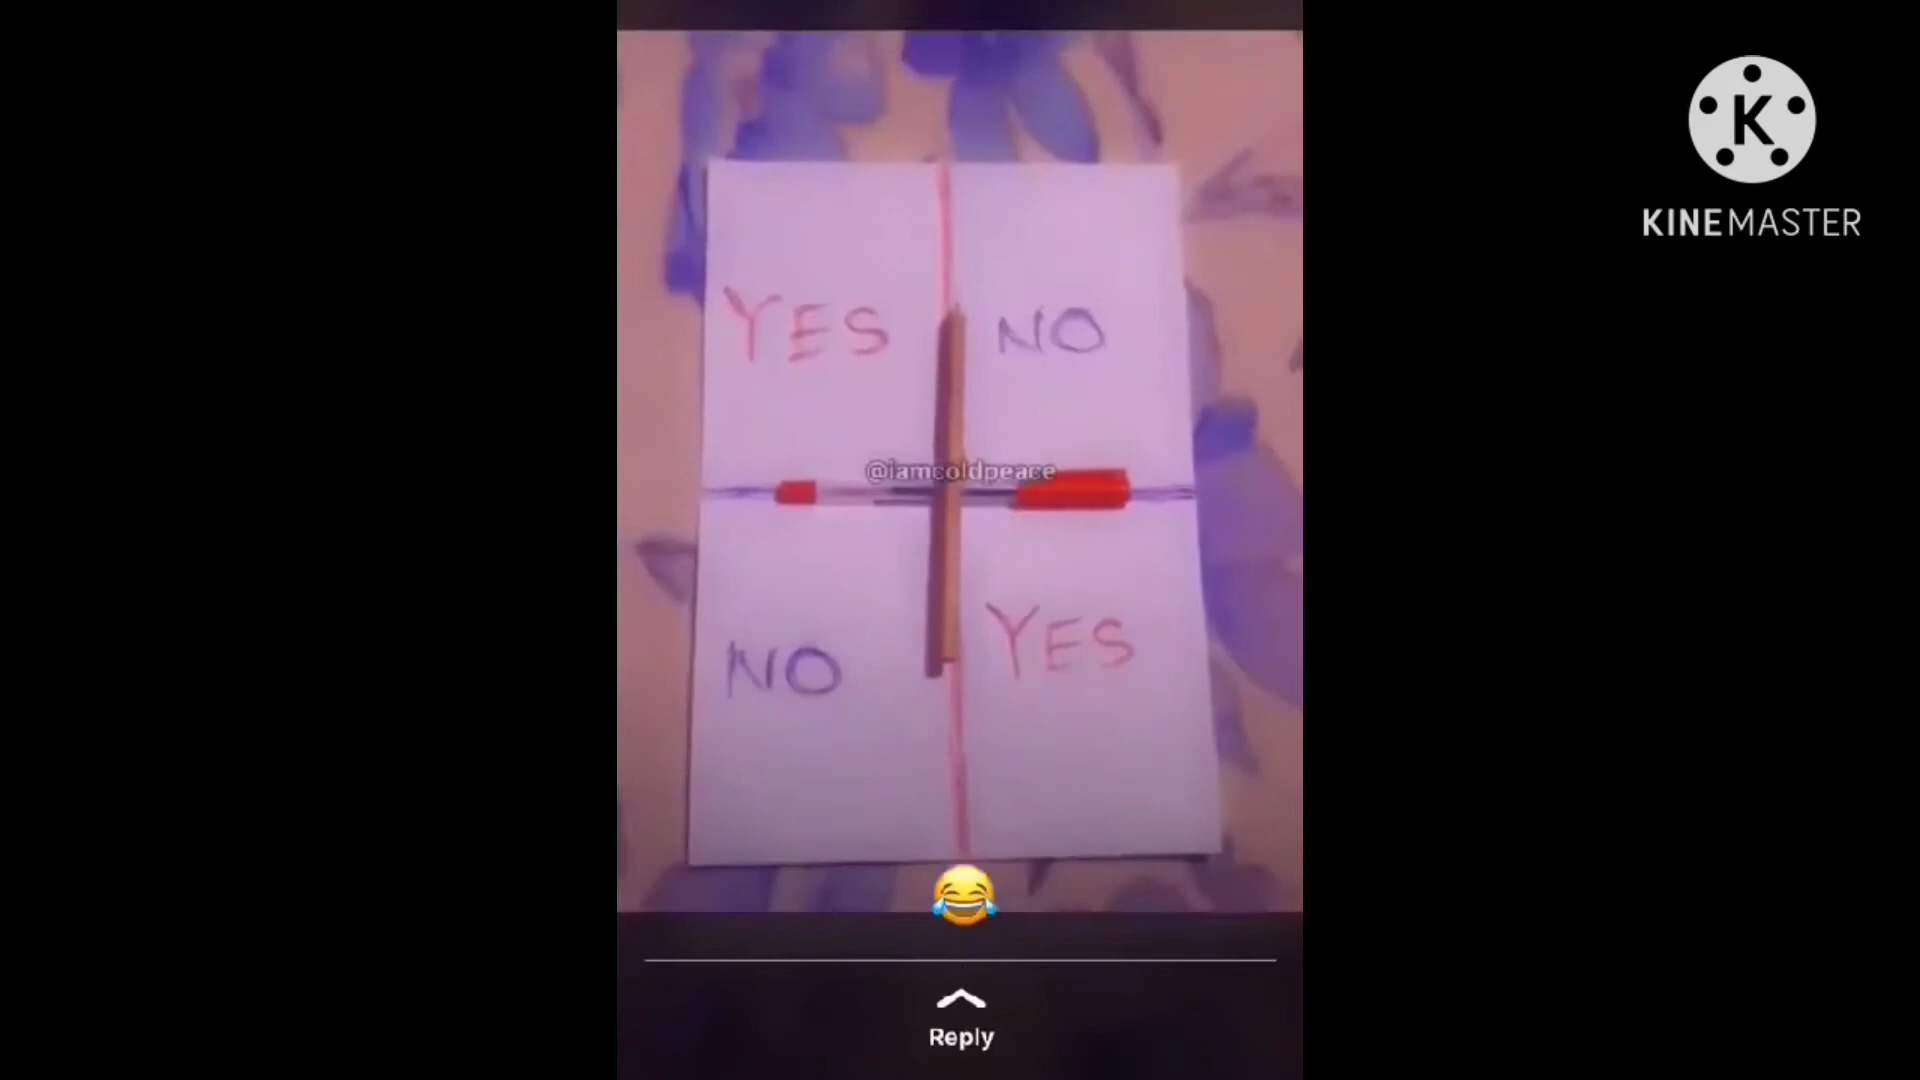 K
KINEMASTER
YES NO
@iamcoldpeace
NO YES
Reply